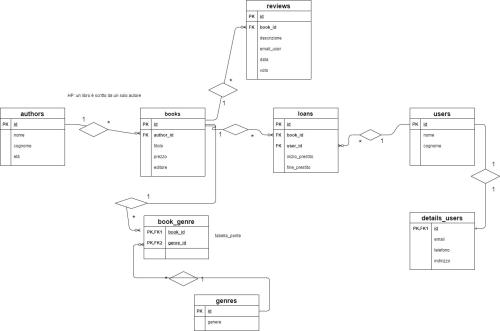 reviews
PK id
FK book_id
descrizione
email_user
data
voto
*
1
HP: un libro è scritto da un solo autore
authors
PK id
nome
cognome
età
1
*
books
PK id
FK author_id
titolo
prezzo
editore
1
*
loans
PK id
FK book_id
FK user_id
inizio_prestito
fine_prestito
*
1
users
PK id
nome
cognome
1
1
details_users
PK,FK1 id
email
telefono
indirizzo
1
*
book_genre
PK,FK1 book_id
PK,FK2 genre_id
tabella_ponte
*
1
genres
PK id
genere